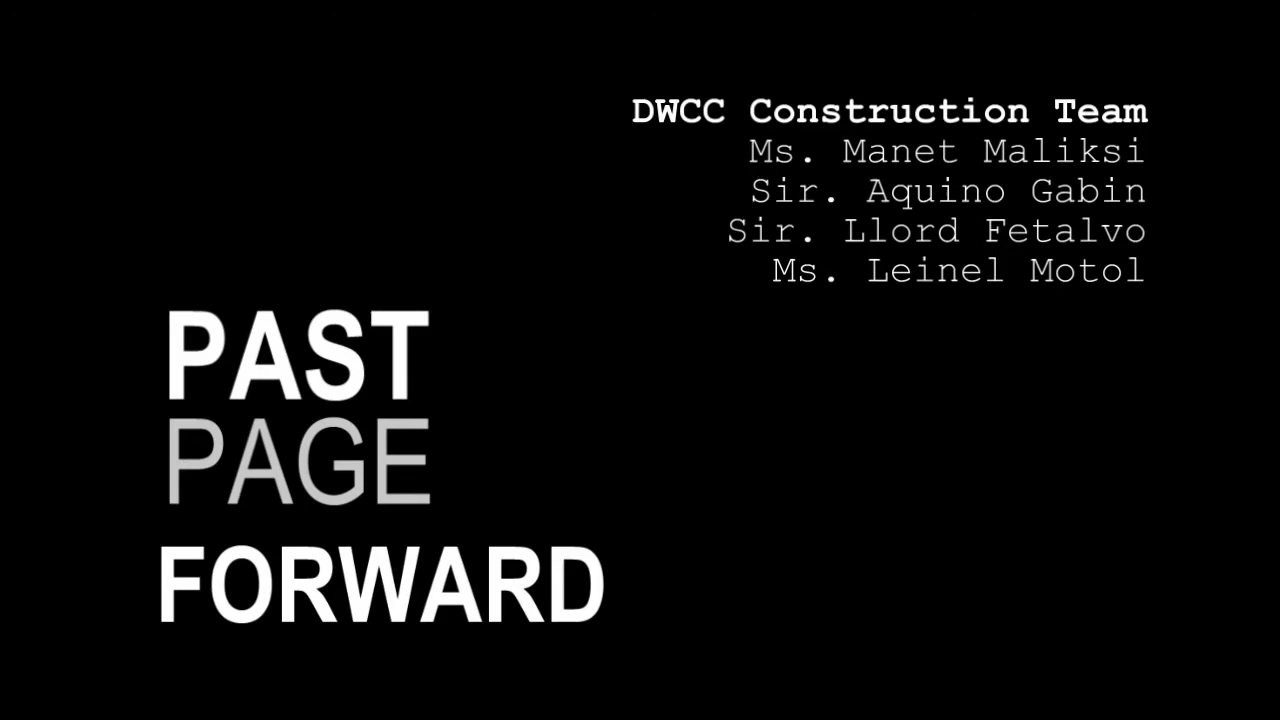 DWCC Construction Team
Ms. Manet Maliksi
Sir. Aquino Gabin
Sir. Llord Fetalvo
Ms. Leinel Motol
PAST
PAGE
FORWARD